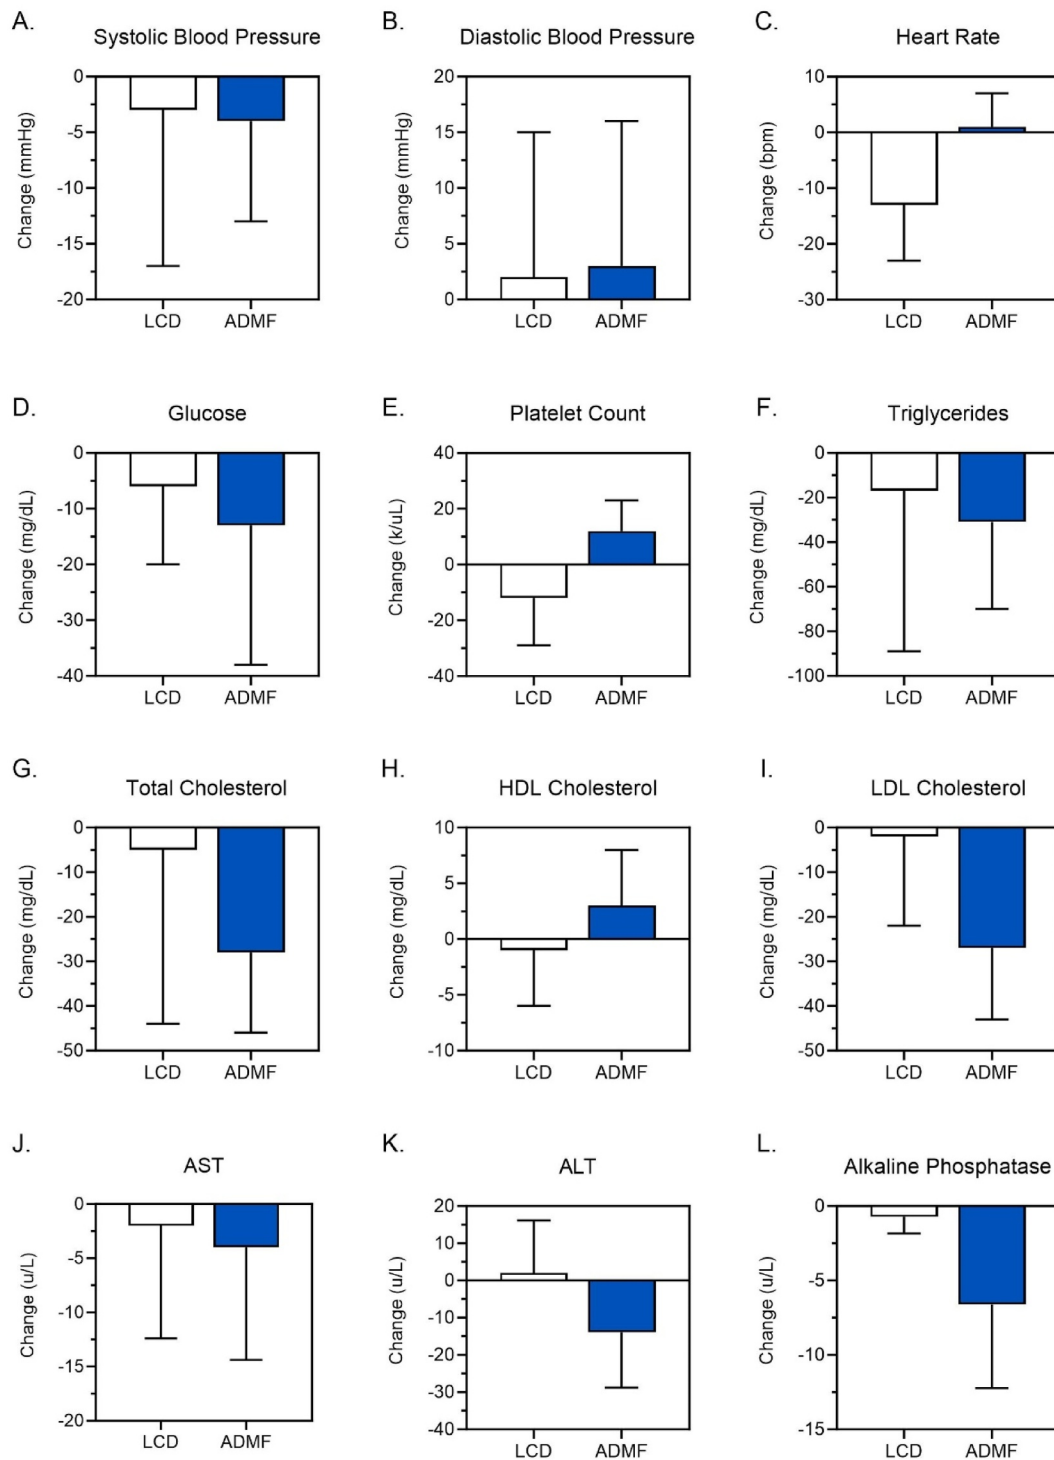 A.
Systolic Blood Pressure
Change (mmHg)
0
-5
-10
-15
-20
LCD ADMF
B.
Diastolic Blood Pressure
Change (mmHg)
20
15
10
5
0
LCD ADMF
C.
Heart Rate
Change (bpm)
10
0
-10
-20
-30
LCD ADMF
D.
Glucose
Change (mg/dL)
0
-10
-20
-30
-40
LCD ADMF
E.
Platelet Count
Change (k/uL)
40
20
0
-20
-40
LCD ADMF
F.
Triglycerides
Change (mg/dL)
0
-20
-40
-60
-80
-100
LCD ADMF
G.
Total Cholesterol
Change (mg/dL)
0
-10
-20
-30
-40
-50
LCD ADMF
H.
HDL Cholesterol
Change (mg/dL)
10
5
0
-5
-10
LCD ADMF
I.
LDL Cholesterol
Change (mg/dL)
0
-10
-20
-30
-40
-50
LCD ADMF
J.
AST
Change (u/L)
0
-5
-10
-15
-20
LCD ADMF
K.
ALT
Change (u/L)
20
10
0
-10
-20
-30
-40
LCD ADMF
L.
Alkaline Phosphatase
Change (u/L)
0
-5
-10
-15
LCD ADMF